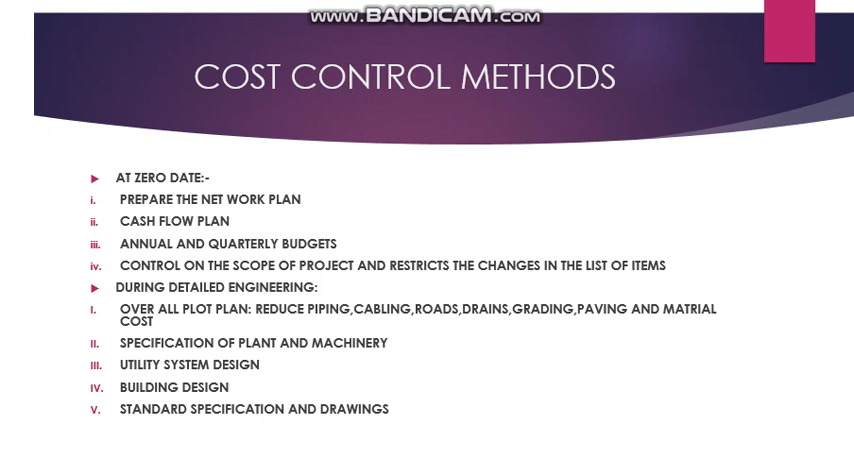 www.BANDICAM.com
COST CONTROL METHODS
AT ZERO DATE:-
i. PREPARE THE NET WORK PLAN
ii. CASH FLOW PLAN
iii. ANNUAL AND QUARTERLY BUDGETS
iv. CONTROL ON THE SCOPE OF PROJECT AND RESTRICTS THE CHANGES IN THE LIST OF ITEMS
DURING DETAILED ENGINEERING:
I. OVER ALL PLOT PLAN: REDUCE PIPING,CABLING,ROADS,DRAINS,GRADING,PAVING AND MATRIAL
COST
II. SPECIFICATION OF PLANT AND MACHINERY
III. UTILITY SYSTEM DESIGN
IV. BUILDING DESIGN
V. STANDARD SPECIFICATION AND DRAWINGS